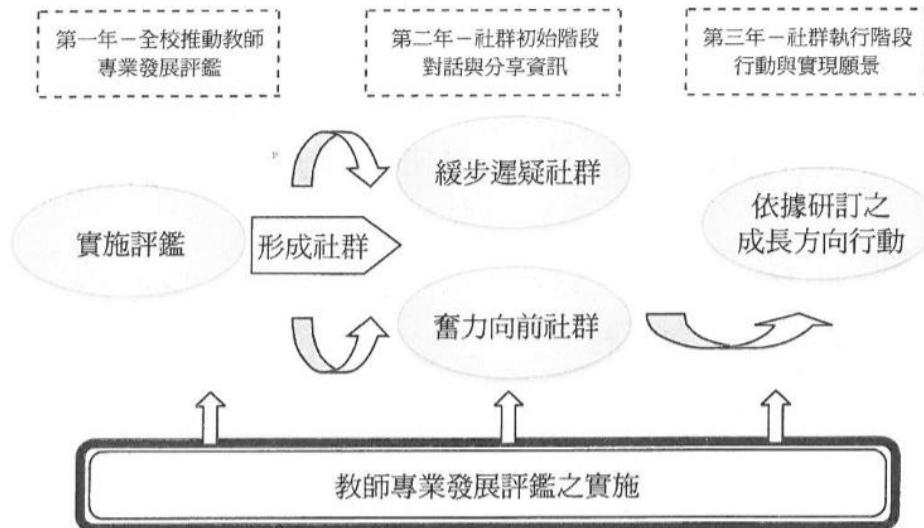 第一年－全校推動教師
專業發展評鑑
第二年－社群初始階段
對話與分享資訊
第三年－社群執行階段
行動與實現願景
緩步遲疑社群
實施評鑑
形成社群
依據研訂之
成長方向行動
奮力向前社群
教師專業發展評鑑之實施